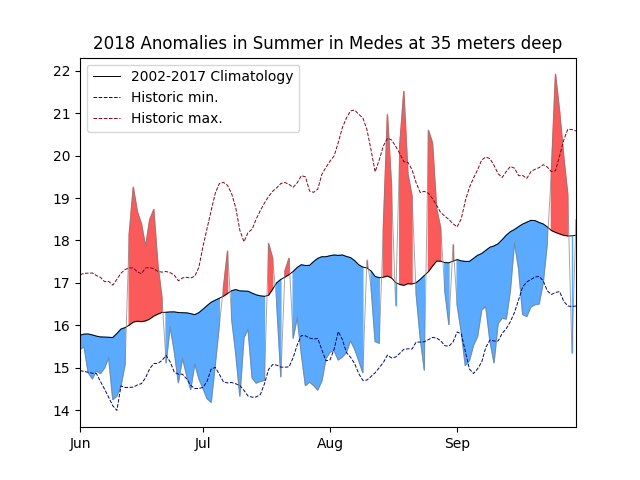 2018 Anomalies in Summer in Medes at 35 meters deep
2002-2017 Climatology
Historic min.
Historic max.
22
21
20
19
18
17
16
15
14
Jun Jul Aug Sep